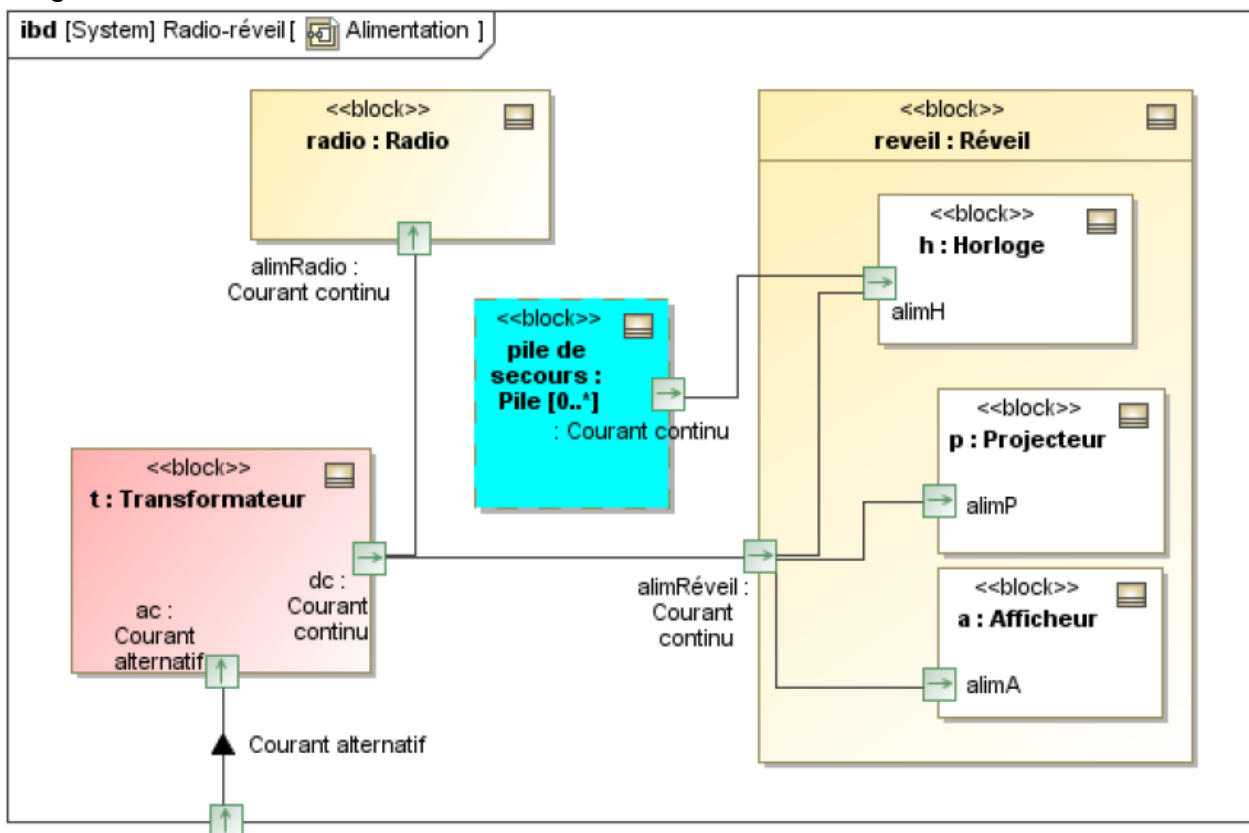 ibd [System] Radio-réveil [ Alimentation ]
<<block>>
radio : Radio
alimRadio :
Courant continu
<<block>>
pile de
secours :
Pile [0..*]
: Courant continu
<<block>>
t : Transformateur
dc :
Courant
continu
ac :
Courant
alternatif
Courant alternatif
<<block>>
reveil : Réveil
alimRéveil :
Courant
continu
<<block>>
h : Horloge
alimH
<<block>>
p : Projecteur
alimP
<<block>>
a : Afficheur
alimA